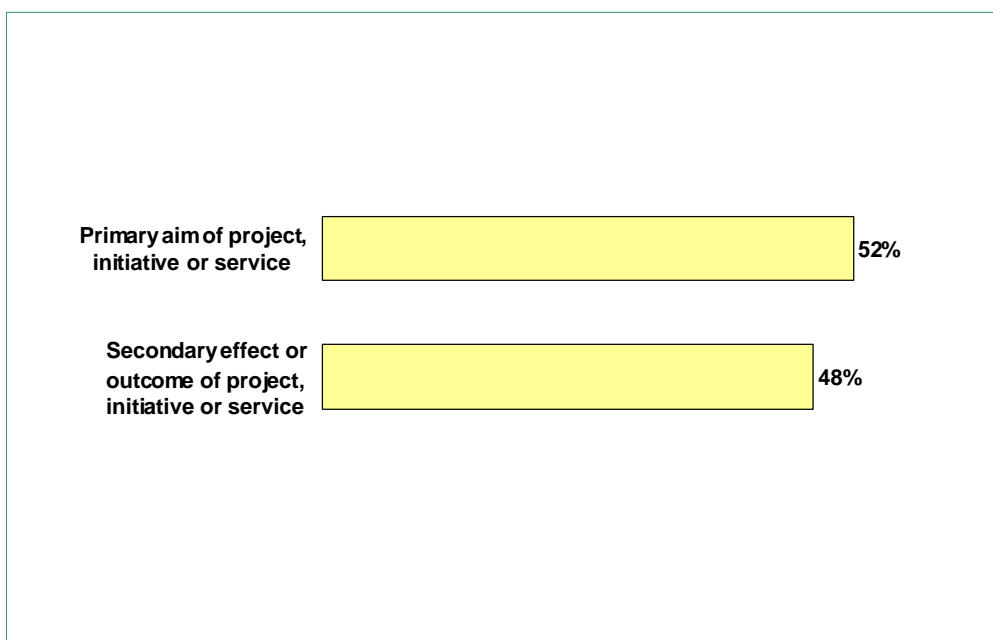 Primary aim of project,
initiative or service
52%
Secondary effect or
outcome of project,
initiative or service
48%